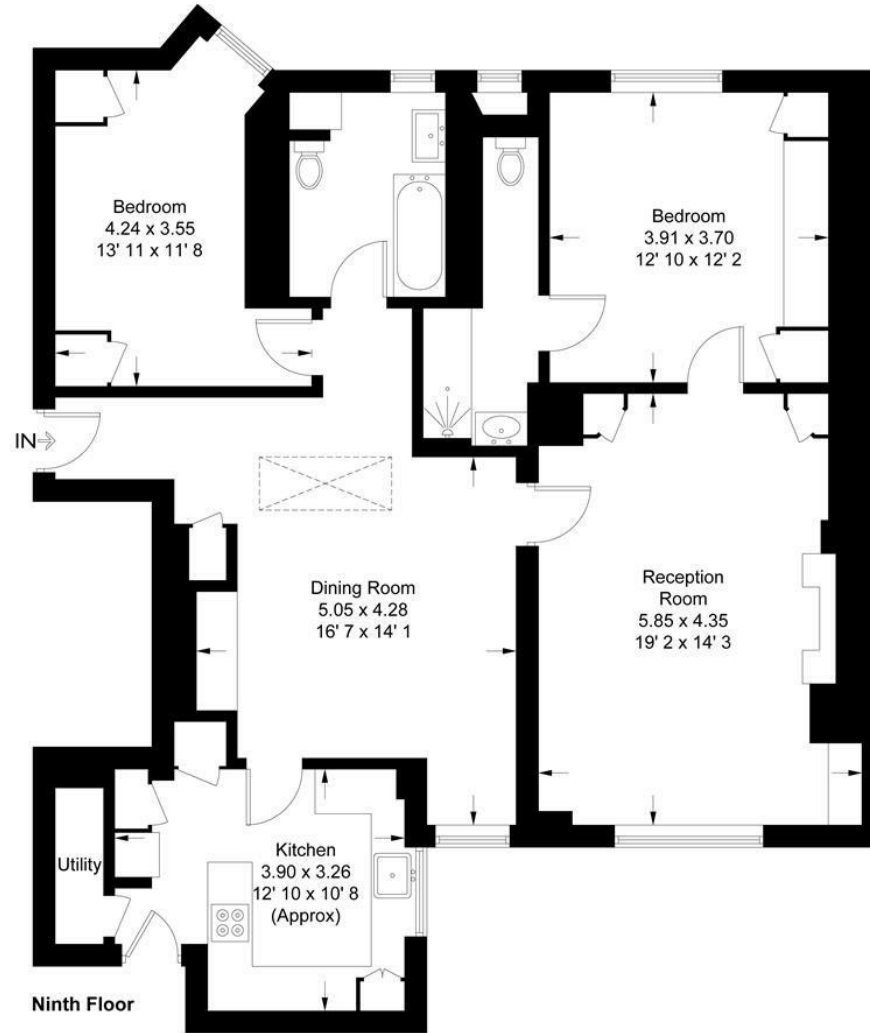 Bedroom
4.24 x 3.55
13' 11 x 11' 8
Bedroom
3.91 x 3.70
12' 10 x 12' 2
IN
Dining Room
5.05 x 4.28
16' 7 x 14' 1
Reception
Room
5.85 x 4.35
19' 2 x 14' 3
Utility
Kitchen
3.90 x 3.26
12' 10 x 10' 8
(Approx)
Ninth Floor